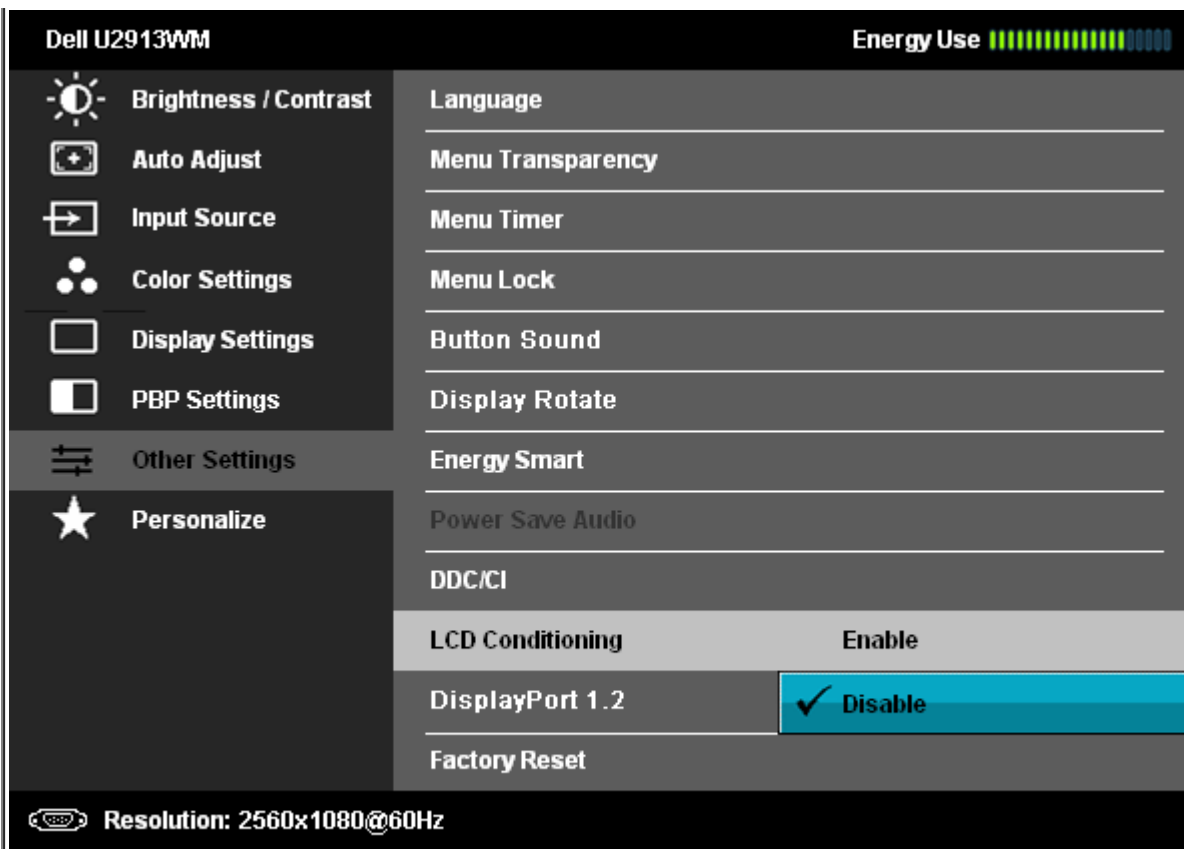 Dell U2913WM Energy Use
Brightness / Contrast Language
Auto Adjust Menu Transparency
Input Source Menu Timer
Color Settings Menu Lock
Display Settings Button Sound
PBP Settings Display Rotate
Other Settings Energy Smart
Personalize Power Save Audio
DDC/CI
LCD Conditioning Enable
DisplayPort 1.2 Disable
Factory Reset
Resolution: 2560x1080@60Hz